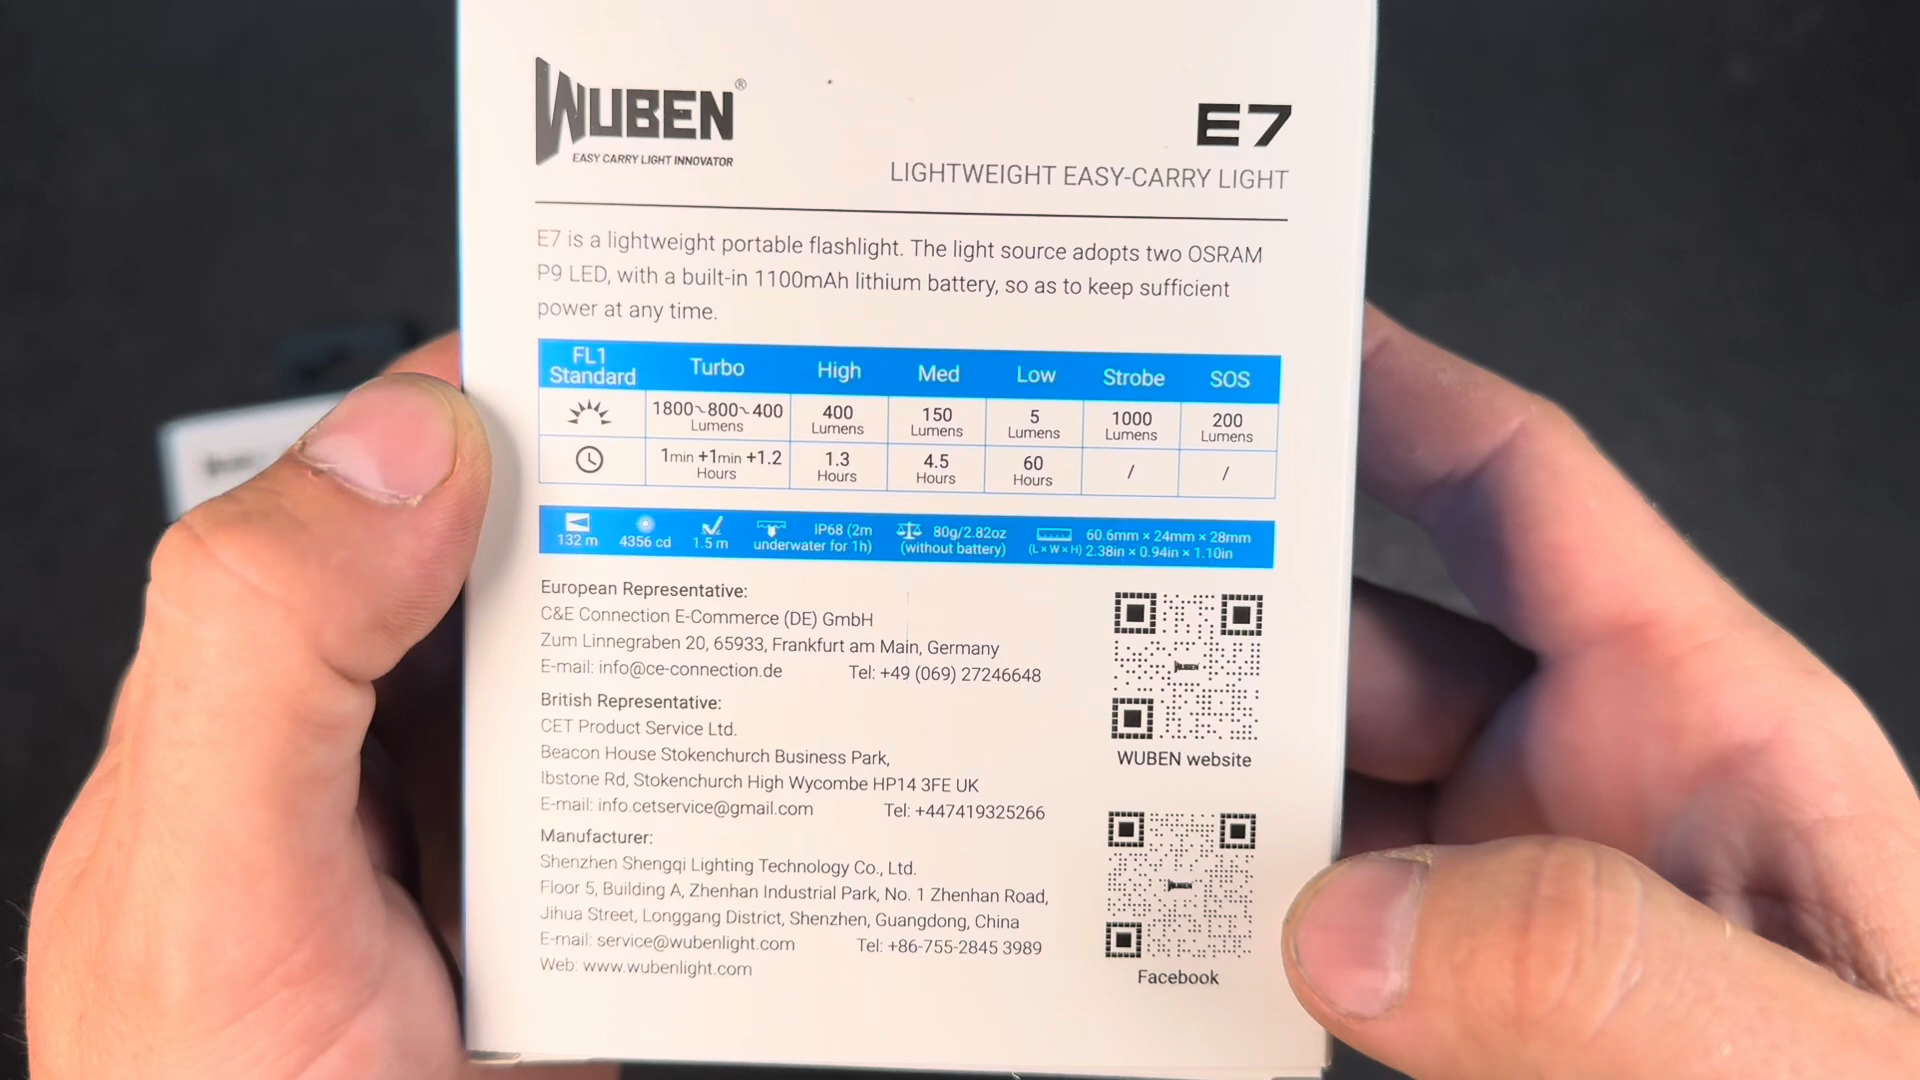 WUBEN®
EASY CARRY LIGHT INNOVATOR
E7
LIGHTWEIGHT EASY-CARRY LIGHT
E7 is a lightweight portable flashlight. The light source adopts two OSRAM
P9 LED, with a built-in 1100mAh lithium battery, so as to keep sufficient
power at any time.
FL1 Standard Turbo High Med Low Strobe SOS
1800~800~400 Lumens 400 Lumens 150 Lumens 5 Lumens 1000 Lumens 200 Lumens
1min +1min +1.2 Hours 1.3 Hours 4.5 Hours 60 Hours / /
132 m 4356 cd 1.5 m IP68 (2m underwater for 1h) 80g/2.82oz (without battery) (L×W×H) 60.6mm × 24mm × 28mm 2.38in × 0.94in × 1.10in
European Representative:
C&E Connection E-Commerce (DE) GmbH
Zum Linnegraben 20, 65933, Frankfurt am Main, Germany
E-mail: info@ce-connection.de Tel: +49 (069) 27246648
British Representative:
CET Product Service Ltd.
Beacon House Stokenchurch Business Park,
Ibstone Rd, Stokenchurch High Wycombe HP14 3FE UK
E-mail: info.cetservice@gmail.com Tel: +447419325266
Manufacturer:
Shenzhen Shengqi Lighting Technology Co., Ltd.
Floor 5, Building A, Zhenhan Industrial Park, No. 1 Zhenhan Road,
Jihua Street, Longgang District, Shenzhen, Guangdong, China
E-mail: service@wubenlight.com Tel: +86-755-2845 3989
Web: www.wubenlight.com
WUBEN
WUBEN website
WUBEN
Facebook